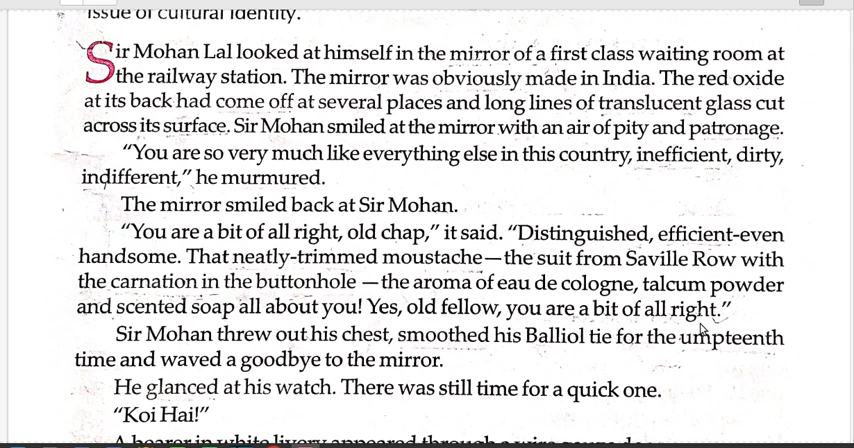 issue of cultural identity.
Sir Mohan Lal looked at himself in the mirror of a first class waiting room at
the railway station. The mirror was obviously made in India. The red oxide
at its back had come off at several places and long lines of translucent glass cut
across its surface. Sir Mohan smiled at the mirror with an air of pity and patronage.
"You are so very much like everything else in this country, inefficient, dirty,
indifferent," he murmured.
The mirror smiled back at Sir Mohan.
"You are a bit of all right, old chap," it said. "Distinguished, efficient-even
handsome. That neatly-trimmed moustache—the suit from Saville Row with
the carnation in the buttonhole —the aroma of eau de cologne, talcum powder
and scented soap all about you! Yes, old fellow, you are a bit of all right."
Sir Mohan threw out his chest, smoothed his Balliol tie for the umpteenth
time and waved a goodbye to the mirror.
He glanced at his watch. There was still time for a quick one.
"Koi Hai!"
A bearer in white livery appeared through a wire gauze